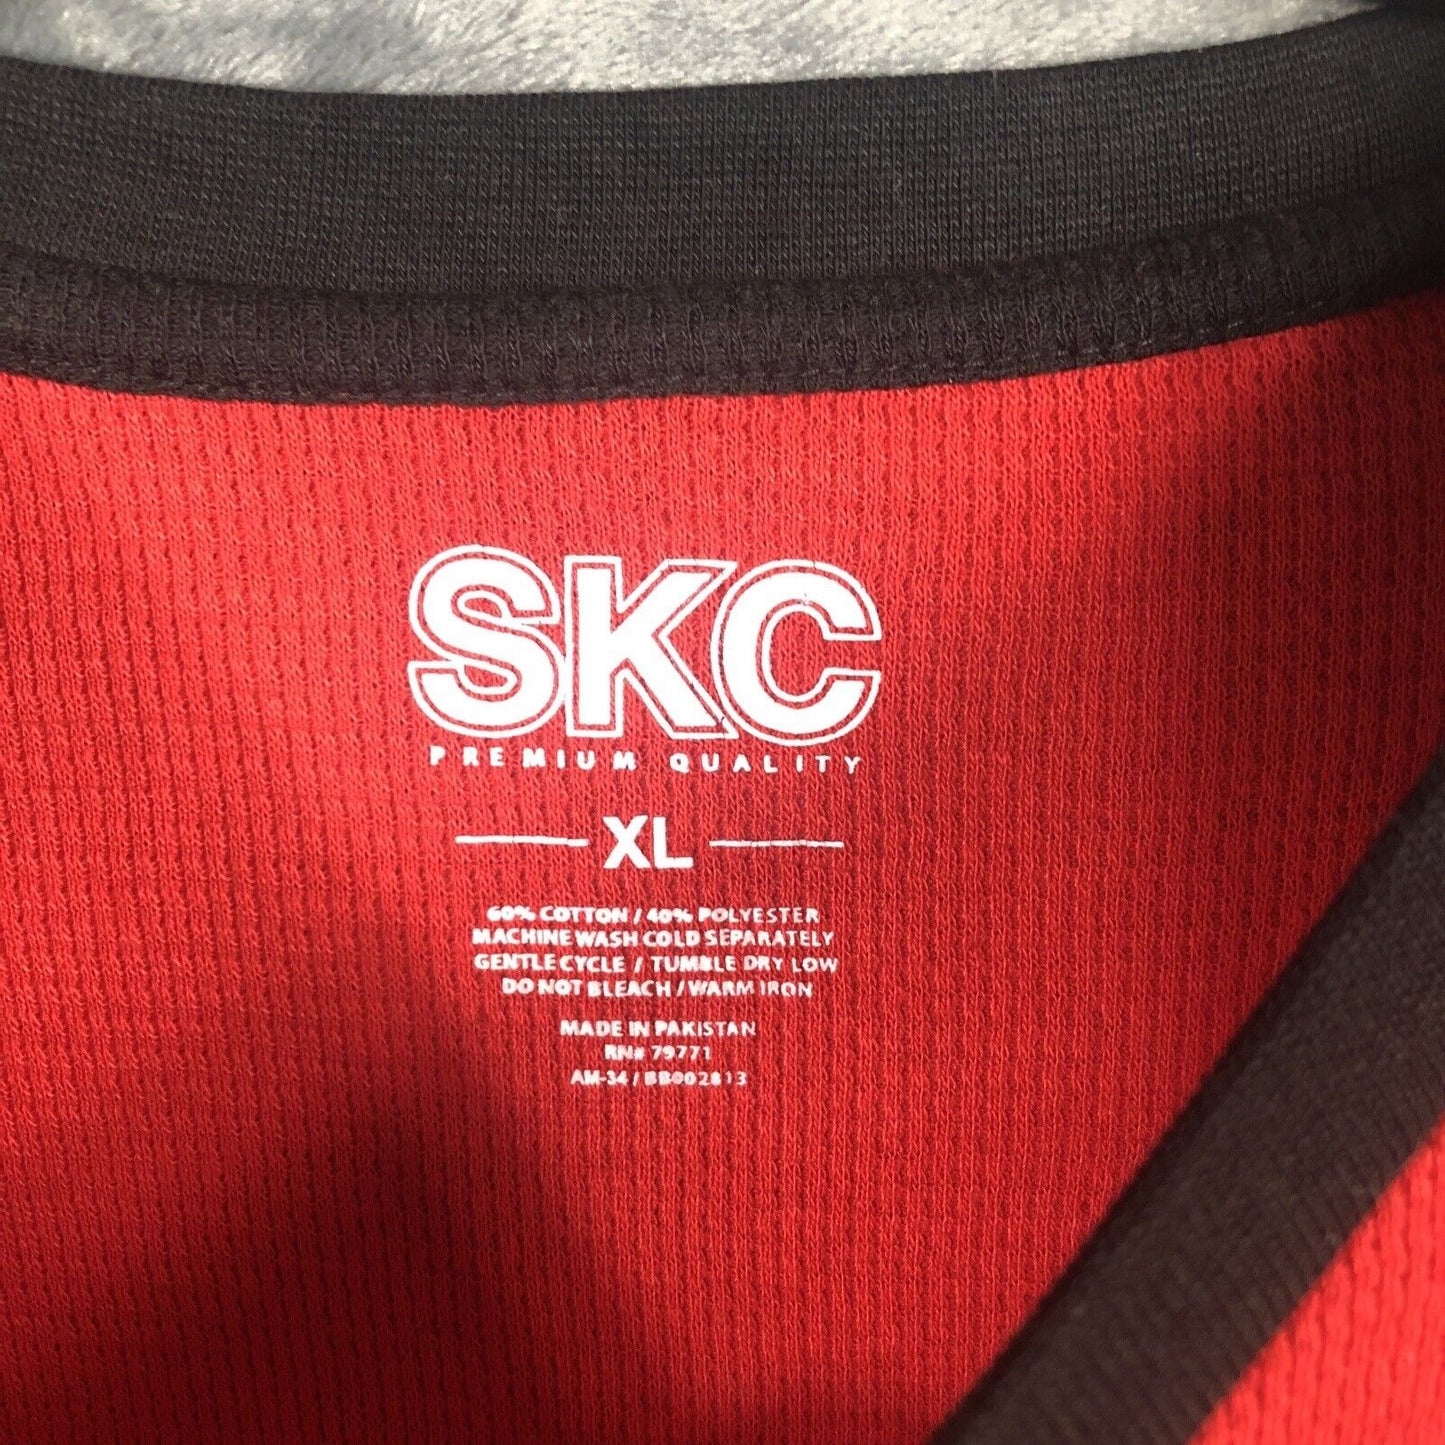 SKC
PREMIUM QUALITY
XL
60% COTTON / 40% POLYESTER
MACHINE WASH COLD SEPARATELY
GENTLE CYCLE / TUMBLE DRY LOW
DO NOT BLEACH / WARM IRON
MADE IN PAKISTAN
RN# 79771
AM-34 / BB002813